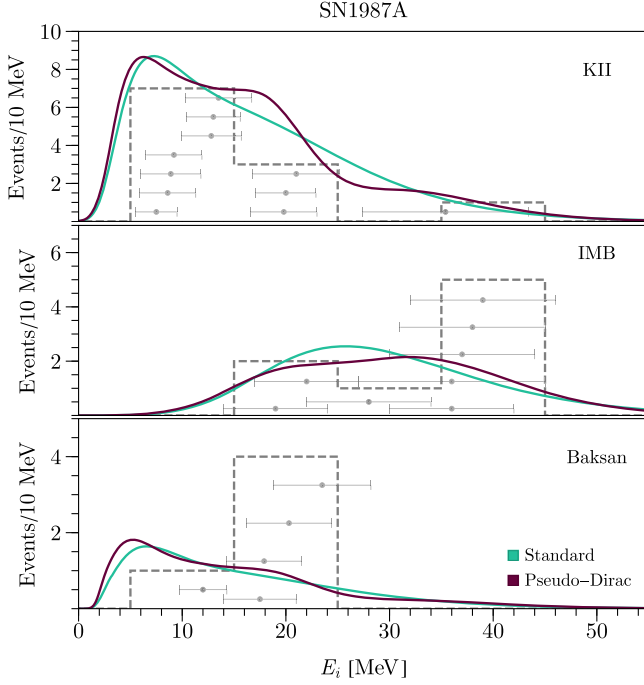 SN1987A
10
8
6
4
2
Events/10 MeV
KII
6
4
2
Events/10 MeV
IMB
4
2
Events/10 MeV
Baksan
Standard
Pseudo−Dirac
0 10 20 30 40 50
E_i [MeV]